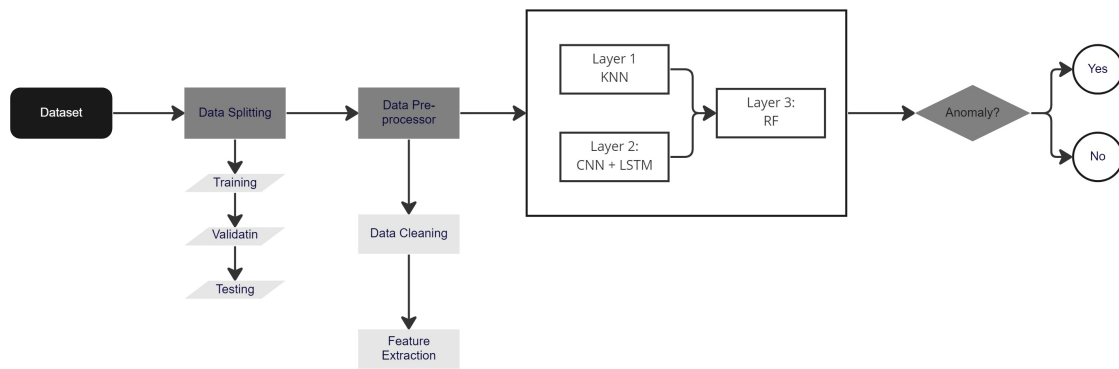 Dataset
Data Splitting
Training
Validatin
Testing
Data Pre-
processor
Data Cleaning
Feature
Extraction
Layer 1
KNN
Layer 2:
CNN + LSTM
Layer 3:
RF
Anomaly?
Yes
No